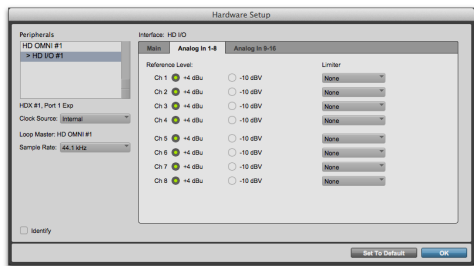 Hardware Setup
Peripherals
HD OMNI #1
> HD I/O #1
HDX #1, Port 1 Exp
Clock Source: Internal
Loop Master: HD OMNI #1
Sample Rate: 44.1 kHz
Identify
Interface: HD I/O
Main Analog In 1-8 Analog In 9-16
Reference Level: Limiter
Ch 1 +4 dBu -10 dBV None
Ch 2 +4 dBu -10 dBV None
Ch 3 +4 dBu -10 dBV None
Ch 4 +4 dBu -10 dBV None
Ch 5 +4 dBu -10 dBV None
Ch 6 +4 dBu -10 dBV None
Ch 7 +4 dBu -10 dBV None
Ch 8 +4 dBu -10 dBV None
Set To Default OK